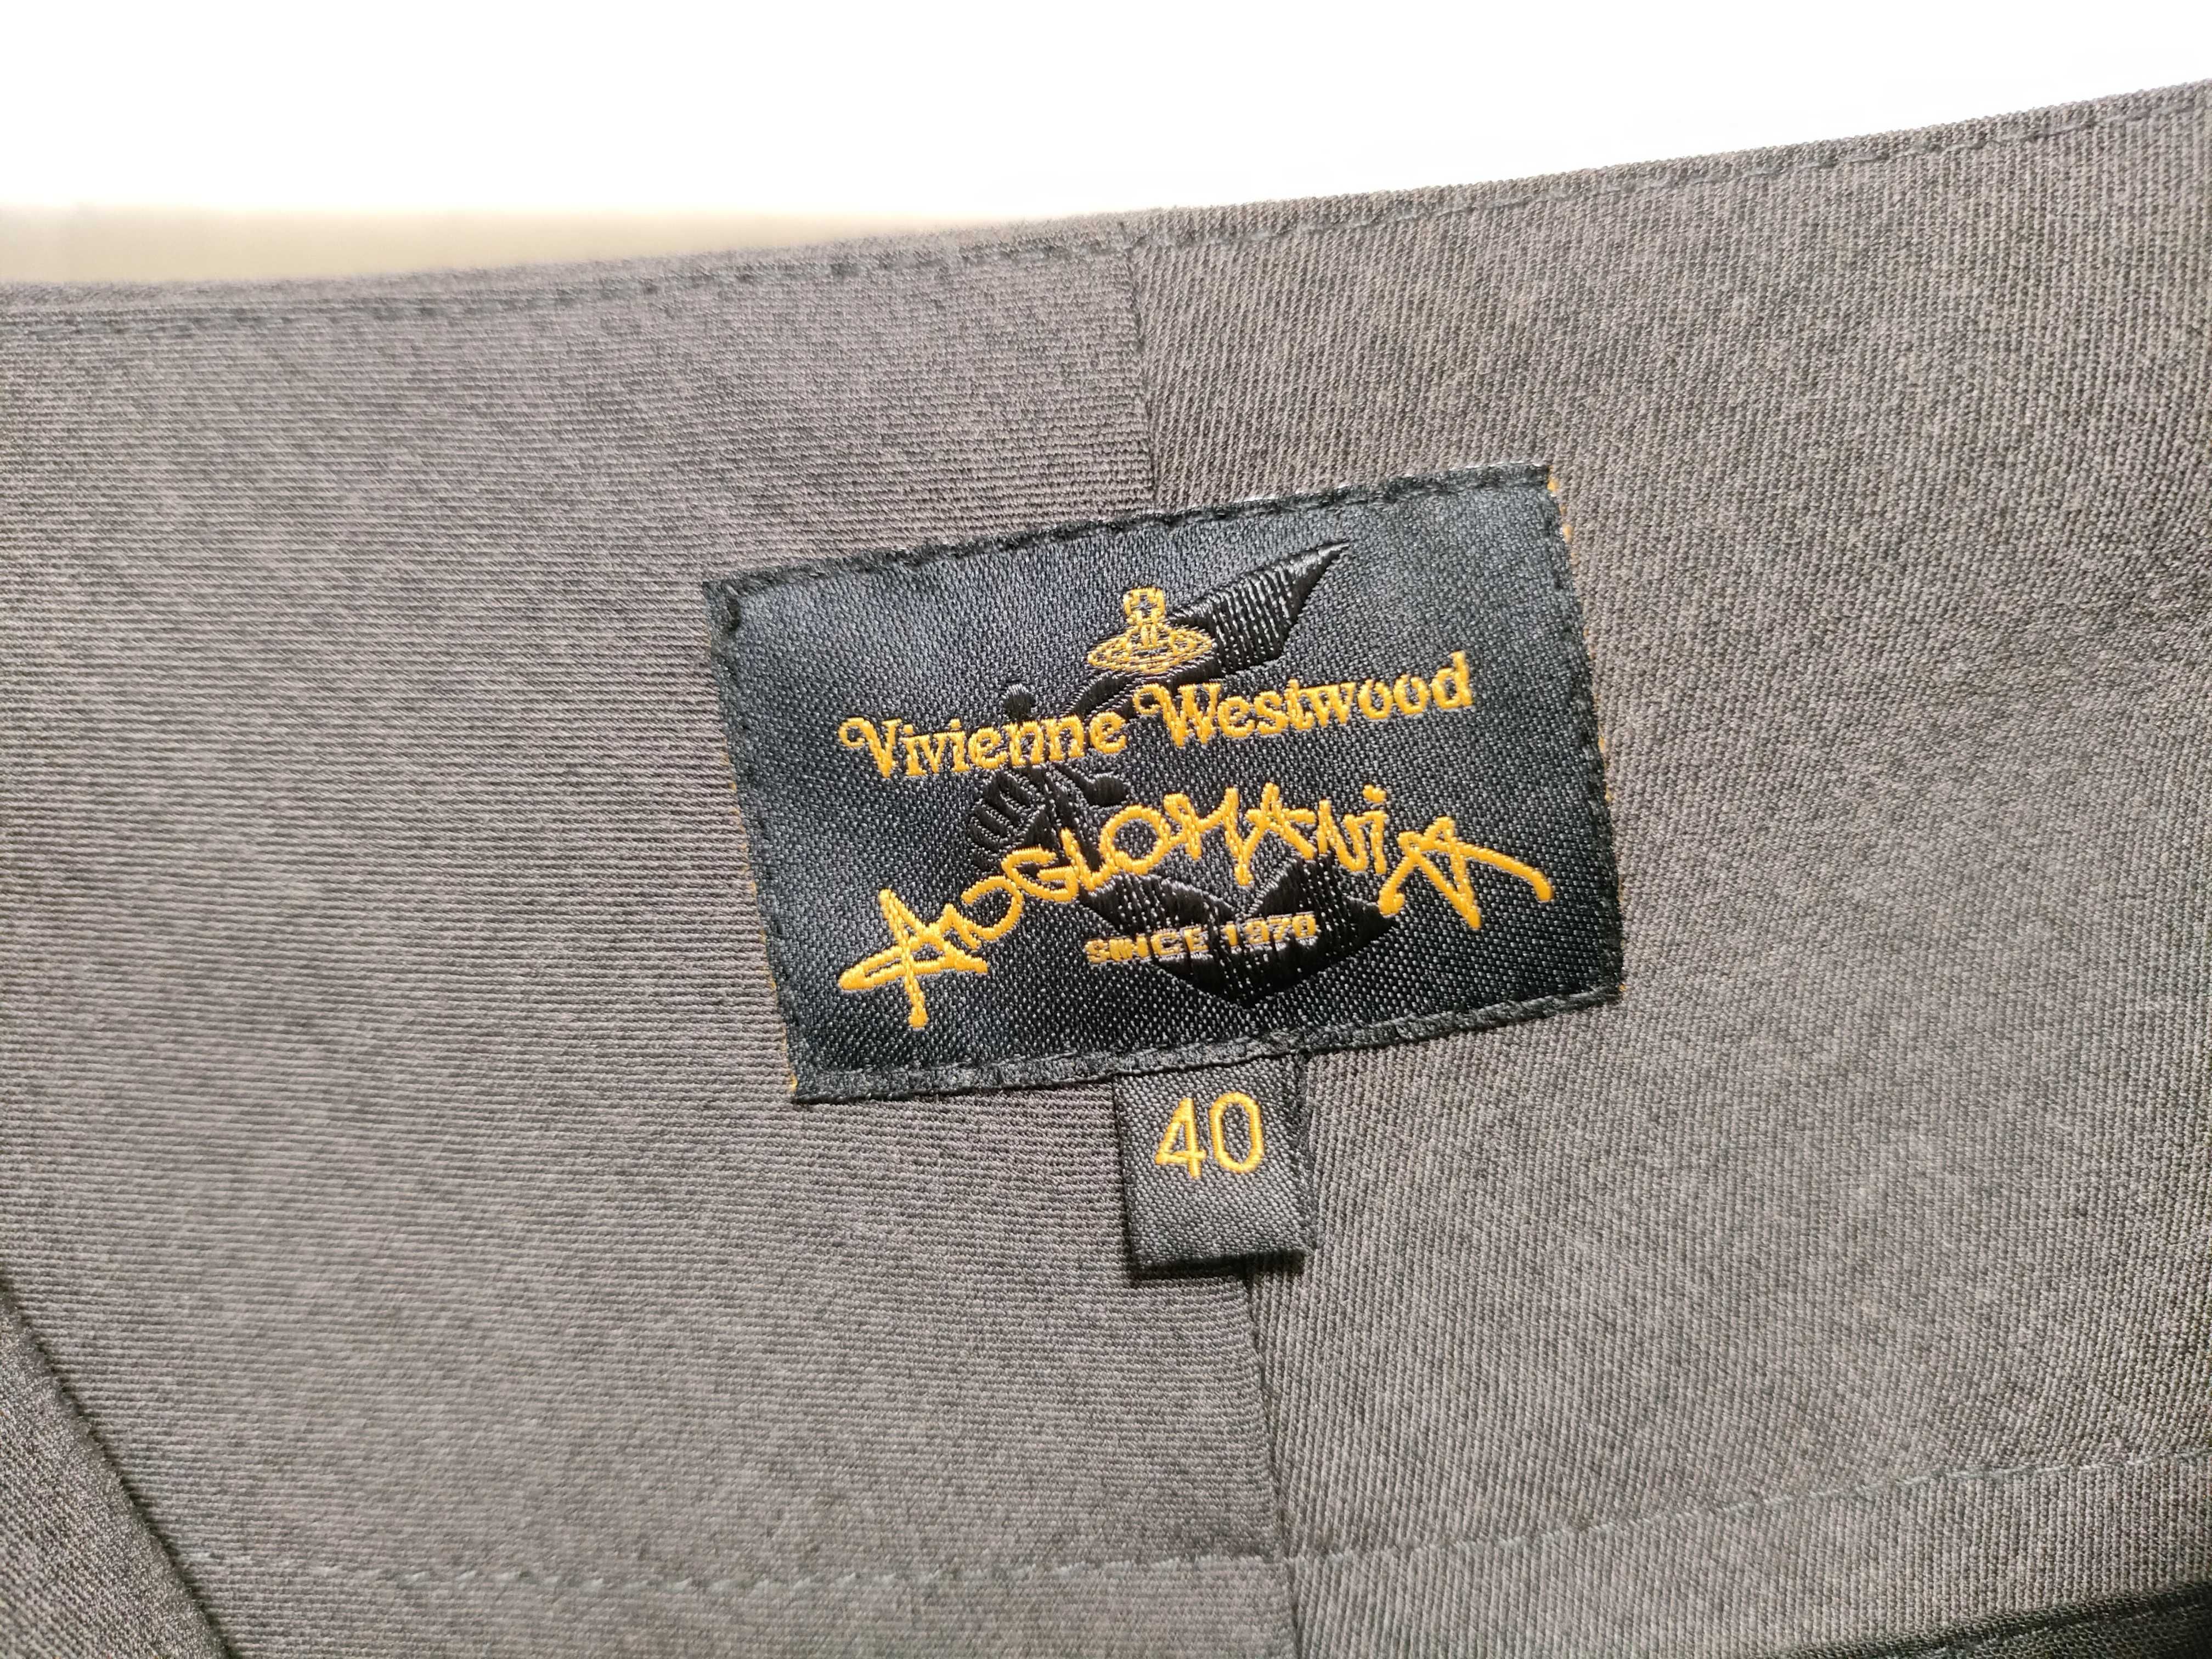 Vivienne Westwood
ANGLOMANIA
SINCE 1970
40